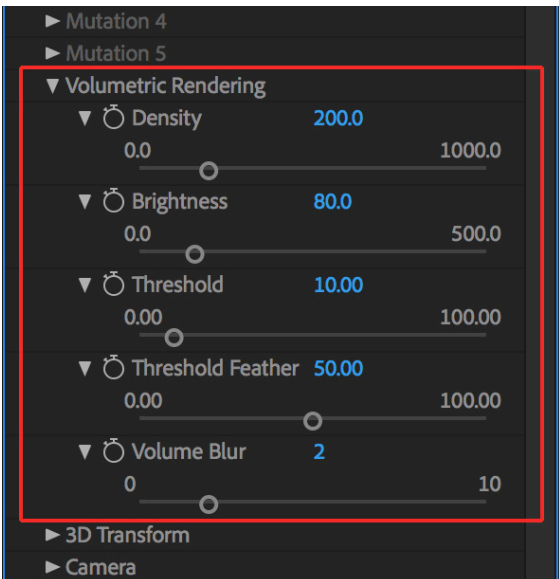 Mutation 4
Mutation 5
Volumetric Rendering
Density 200.0
0.0 1000.0
Brightness 80.0
0.0 500.0
Threshold 10.00
0.00 100.00
Threshold Feather 50.00
0.00 100.00
Volume Blur 2
0 10
3D Transform
Camera